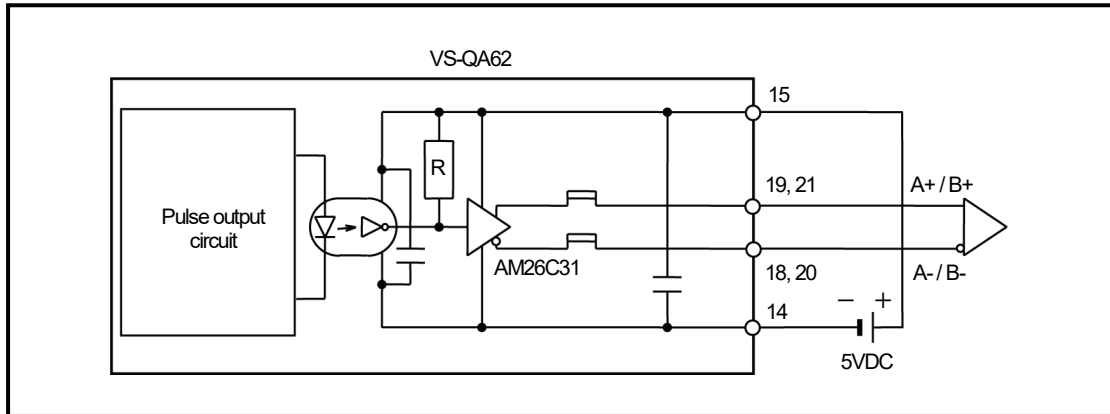 VS-QA62
15
R
19, 21
A+ / B+
Pulse output
circuit
AM26C31
18, 20
A- / B-
14
− +
5VDC